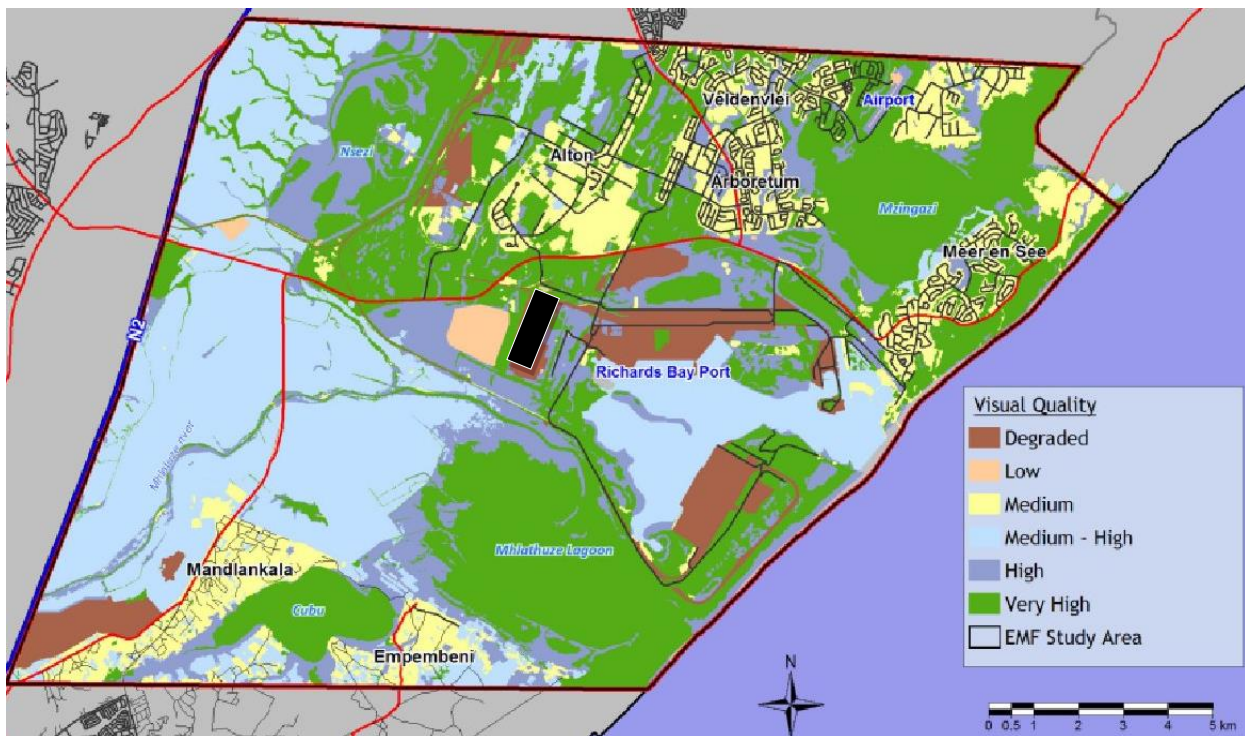 Veldenvlei
Airport
Nsezi
Alton
Arboretum
Mzingazi
Meer en See
N2
Richards Bay Port
Mhlatuze river
Mhlathuze Lagoon
Mandlankala
Cubu
Empembeni
Visual Quality
Degraded
Low
Medium
Medium - High
High
Very High
EMF Study Area
N
0 0.5 1 2 3 4 5 km